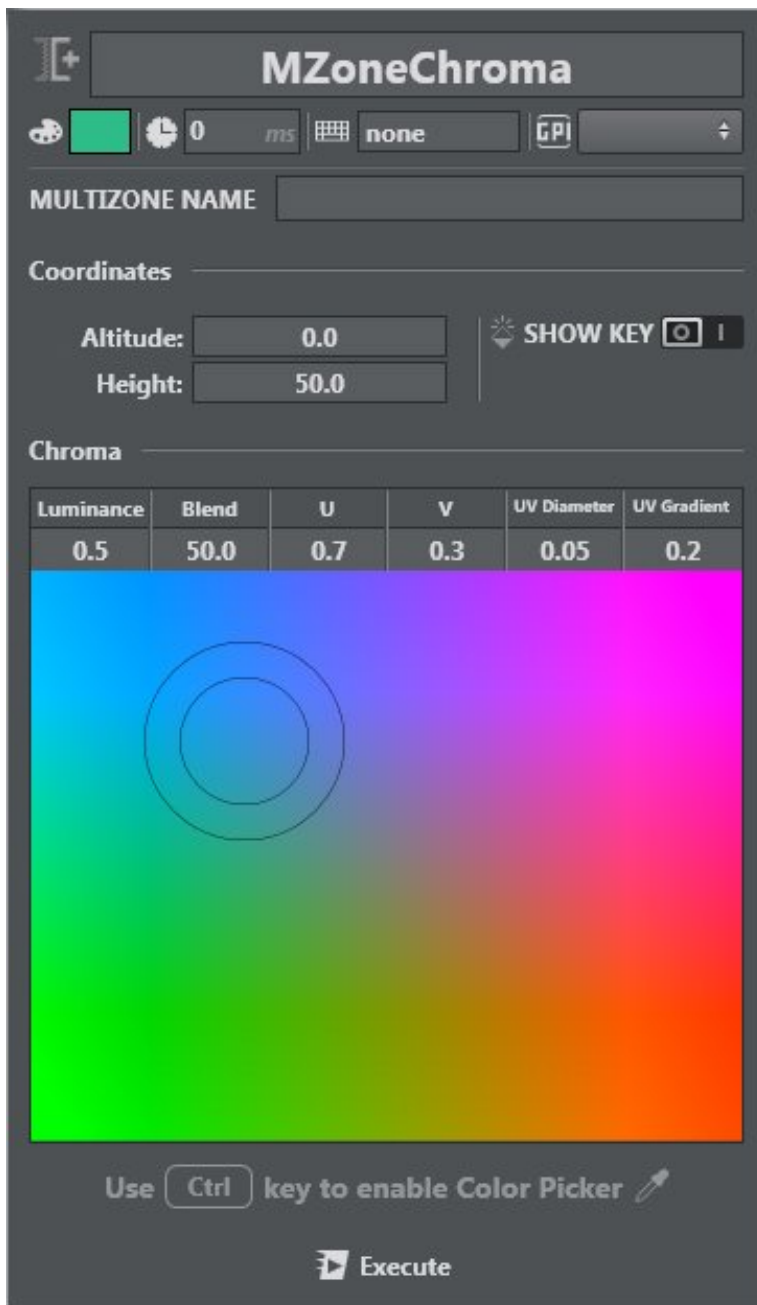 MZoneChroma
0 ms none GPI
MULTIZONE NAME
Coordinates
Altitude: 0.0 SHOW KEY O I
Height: 50.0
Chroma
Luminance Blend U V UV Diameter UV Gradient
0.5 50.0 0.7 0.3 0.05 0.2
Use Ctrl key to enable Color Picker
Execute